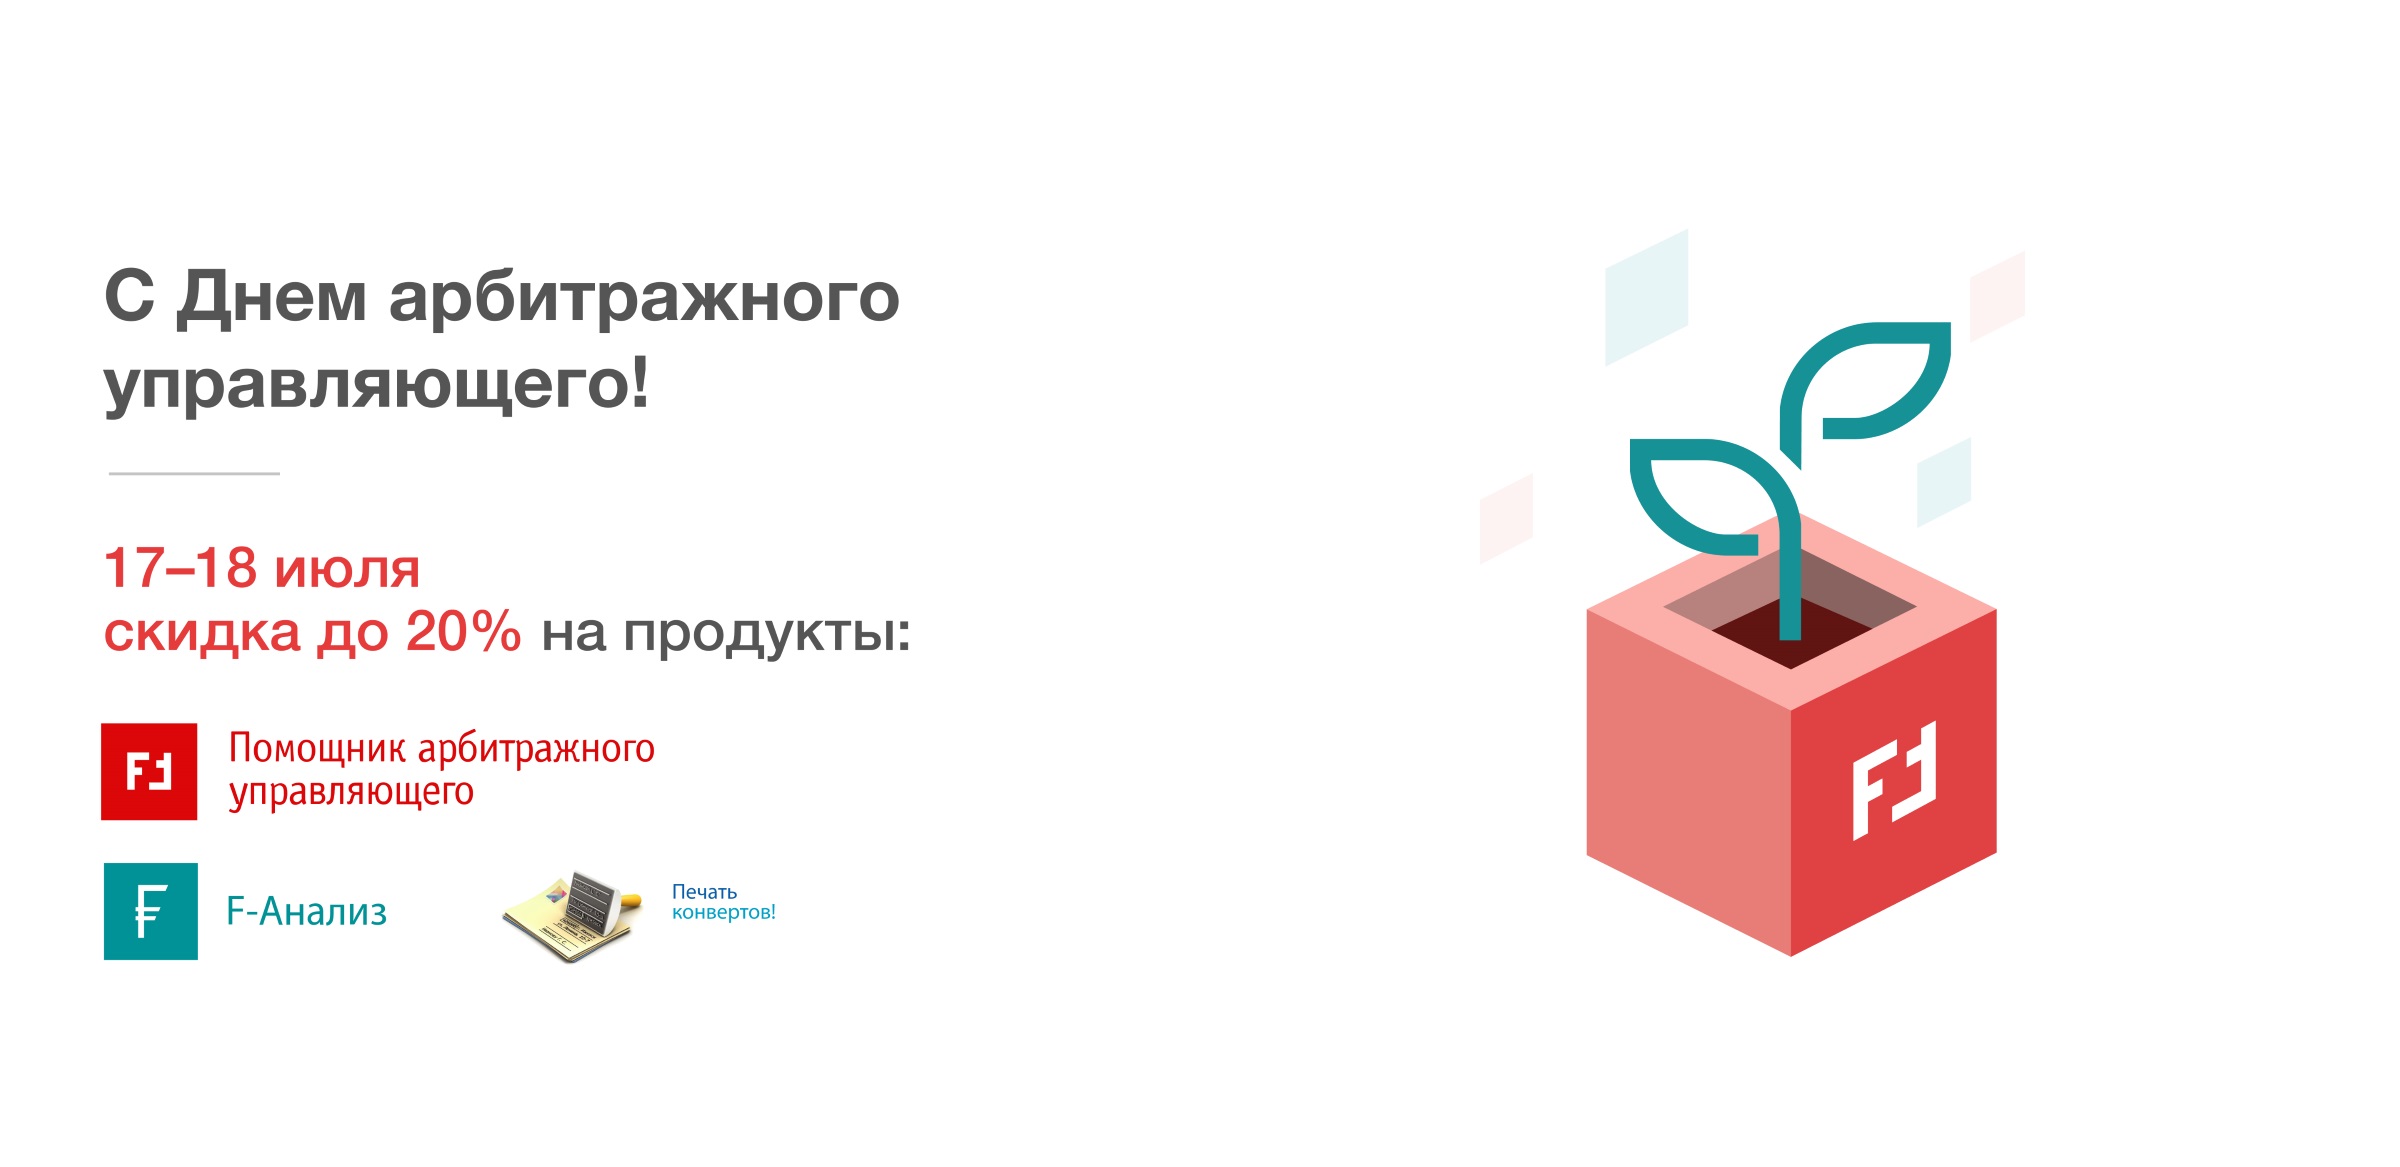 С Днем арбитражного
управляющего!
17–18 июля
скидка до 20% на продукты:
Помощник арбитражного
управляющего
F-Анализ
Печать
конвертов!